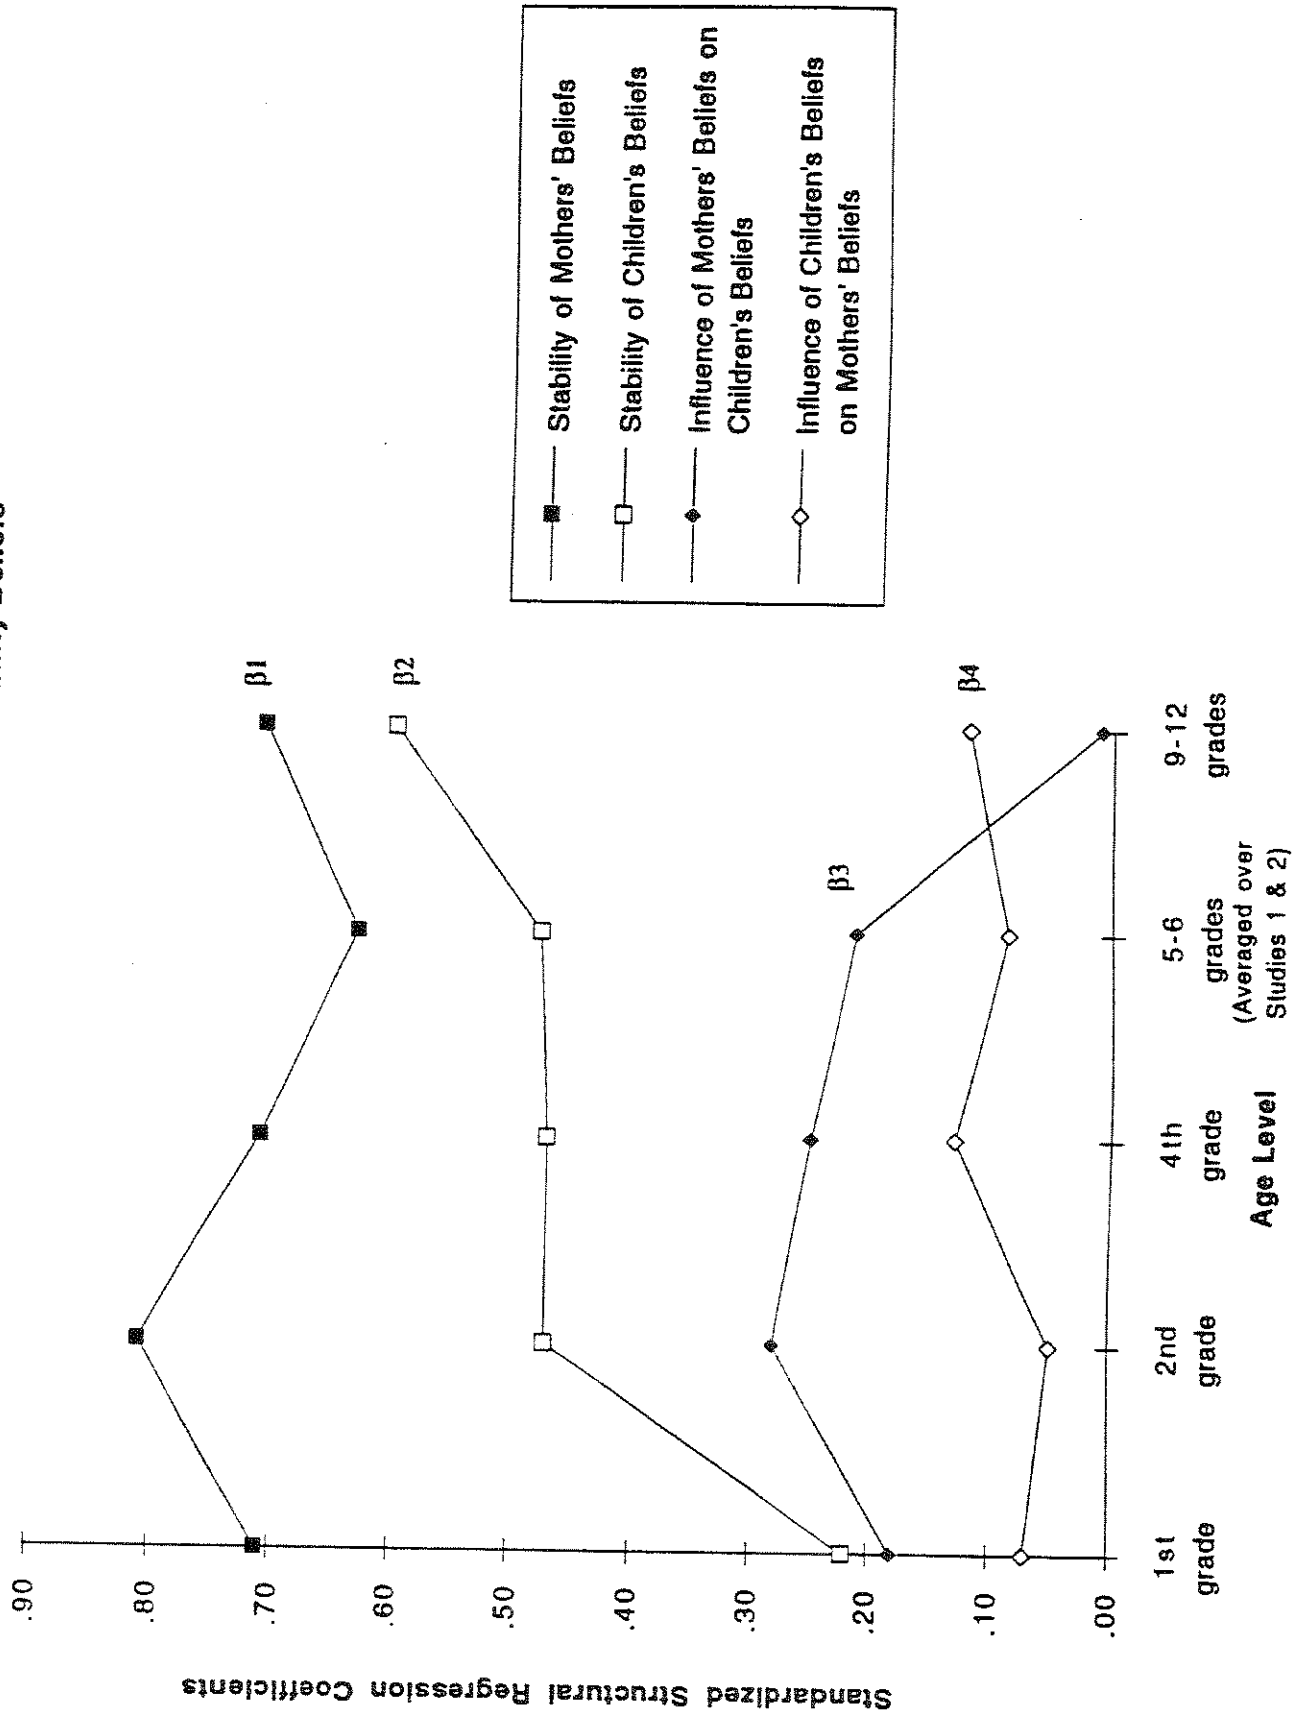 Beliefs
Standardized Structural Regression Coefficients
.90
.80
.70
.60
.50
.40
.30
.20
.10
.00
β1
β2
β3
β4
1st
grade
2nd
grade
4th
grade
5-6
grades
(Averaged over
Studies 1 & 2)
9-12
grades
Age Level
Stability of Mothers' Beliefs
Stability of Children's Beliefs
Influence of Mothers' Beliefs on
Children's Beliefs
Influence of Children's Beliefs
on Mothers' Beliefs